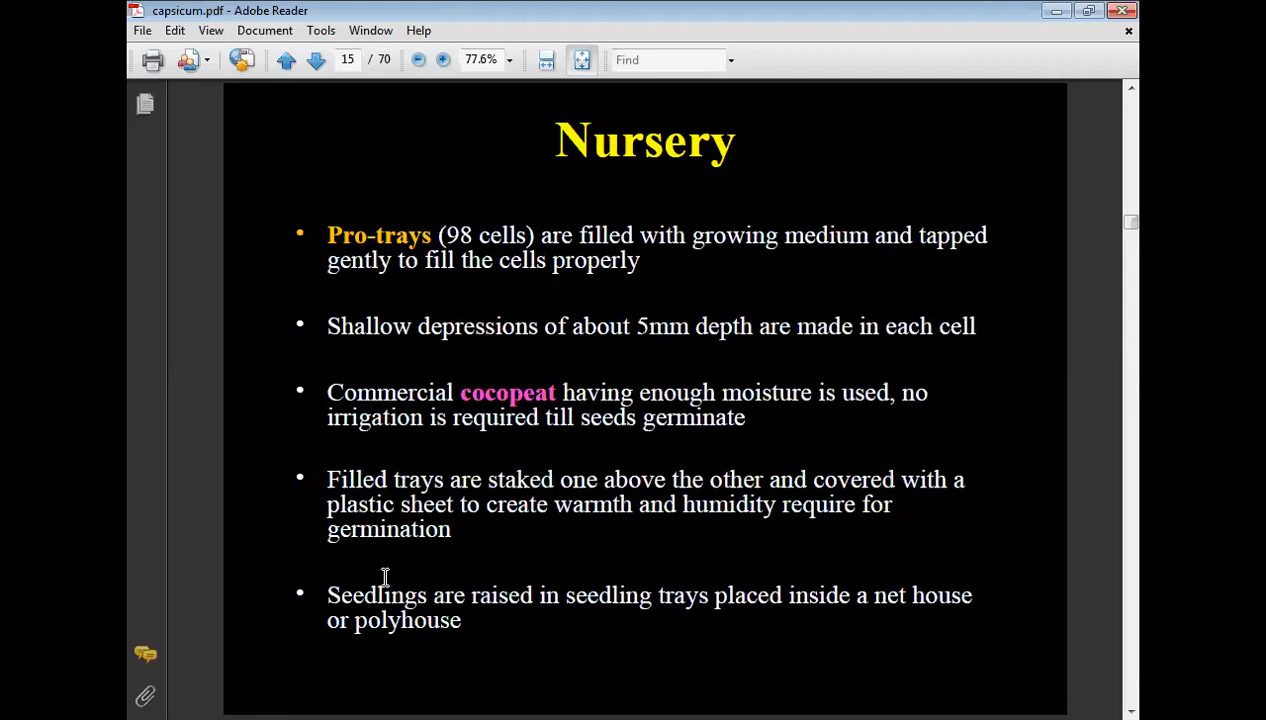 capsicum.pdf - Adobe Reader
File Edit View Document Tools Window Help
15 / 70 77.6% Find
Nursery
• Pro-trays (98 cells) are filled with growing medium and tapped
gently to fill the cells properly
• Shallow depressions of about 5mm depth are made in each cell
• Commercial cocopeat having enough moisture is used, no
irrigation is required till seeds germinate
• Filled trays are staked one above the other and covered with a
plastic sheet to create warmth and humidity require for
germination
• Seedlings are raised in seedling trays placed inside a net house
or polyhouse